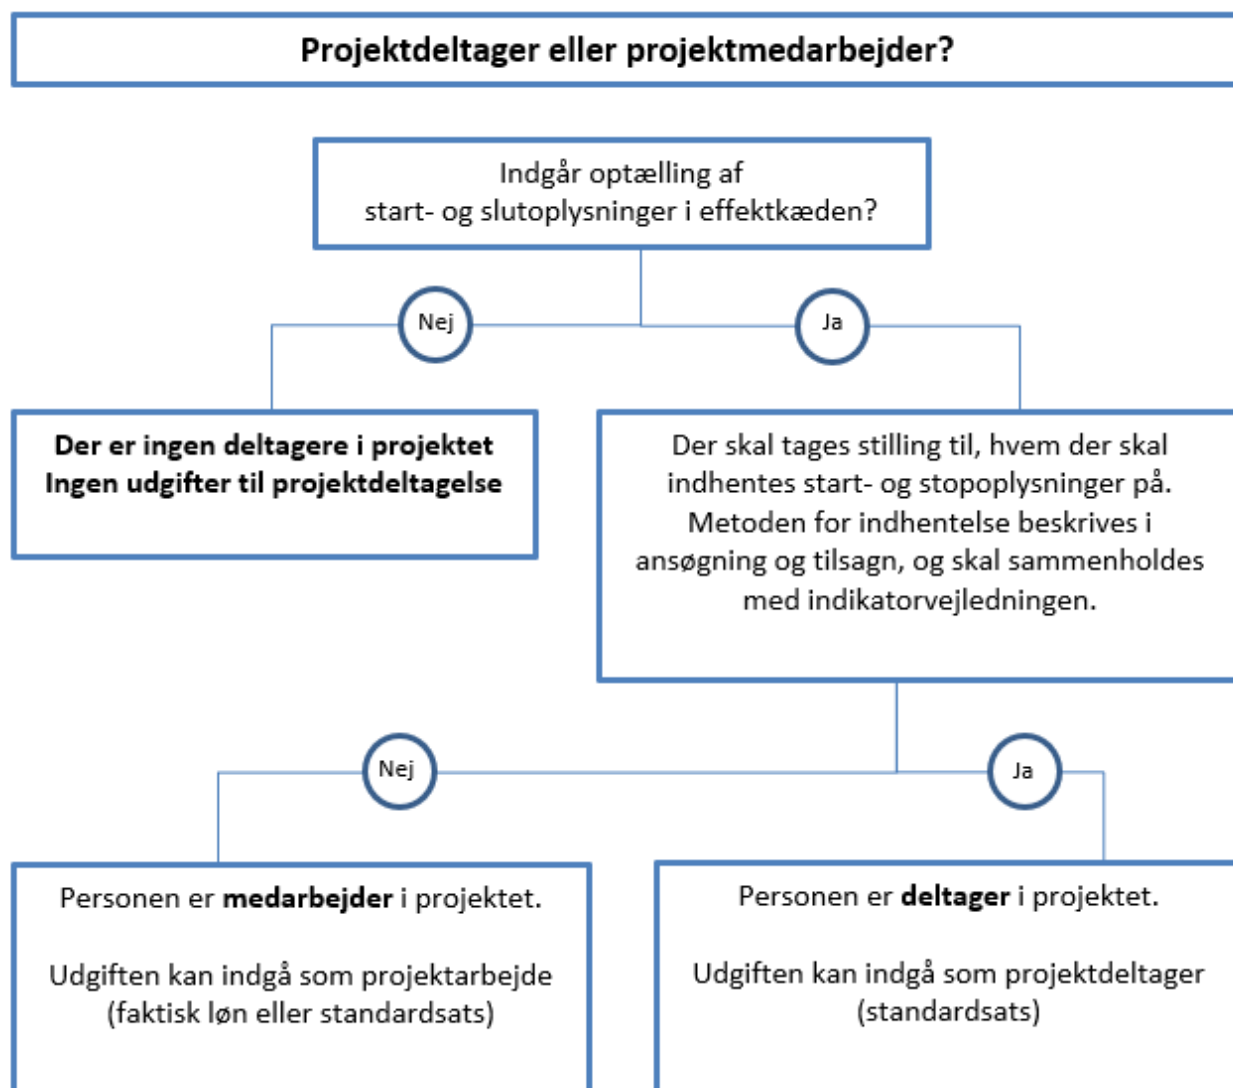 Projektdeltager eller projektmedarbejder?
Indgår optælling af
start- og slutoplysninger i effektkæden?
Nej
Ja
Der er ingen deltagere i projektet
Ingen udgifter til projektdeltagelse
Der skal tages stilling til, hvem der skal
indhentes start- og stopoplysninger på.
Metoden for indhentelse beskrives i
ansøgning og tilsagn, og skal sammenholdes
med indikatorvejledningen.
Nej
Ja
Personen er medarbejder i projektet.
Udgiften kan indgå som projektarbejde
(faktisk løn eller standardsats)
Personen er deltager i projektet.
Udgiften kan indgå som projektdeltager
(standardsats)